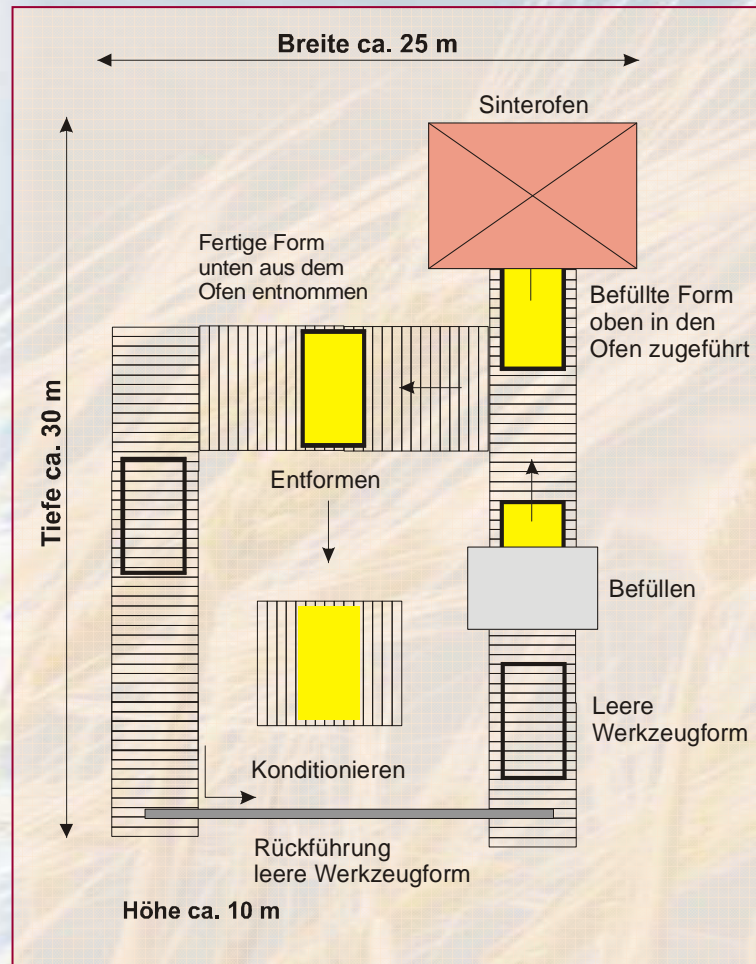 Breite ca. 25 m
Sinterofen
Tiefe ca. 30 m
Fertige Form
unten aus dem
Ofen entnommen
Befüllte Form
oben in den
Ofen zugeführt
Entformen
Befüllen
Leere
Werkzeugform
Konditionieren
Rückführung
leere Werkzeugform
Höhe ca. 10 m